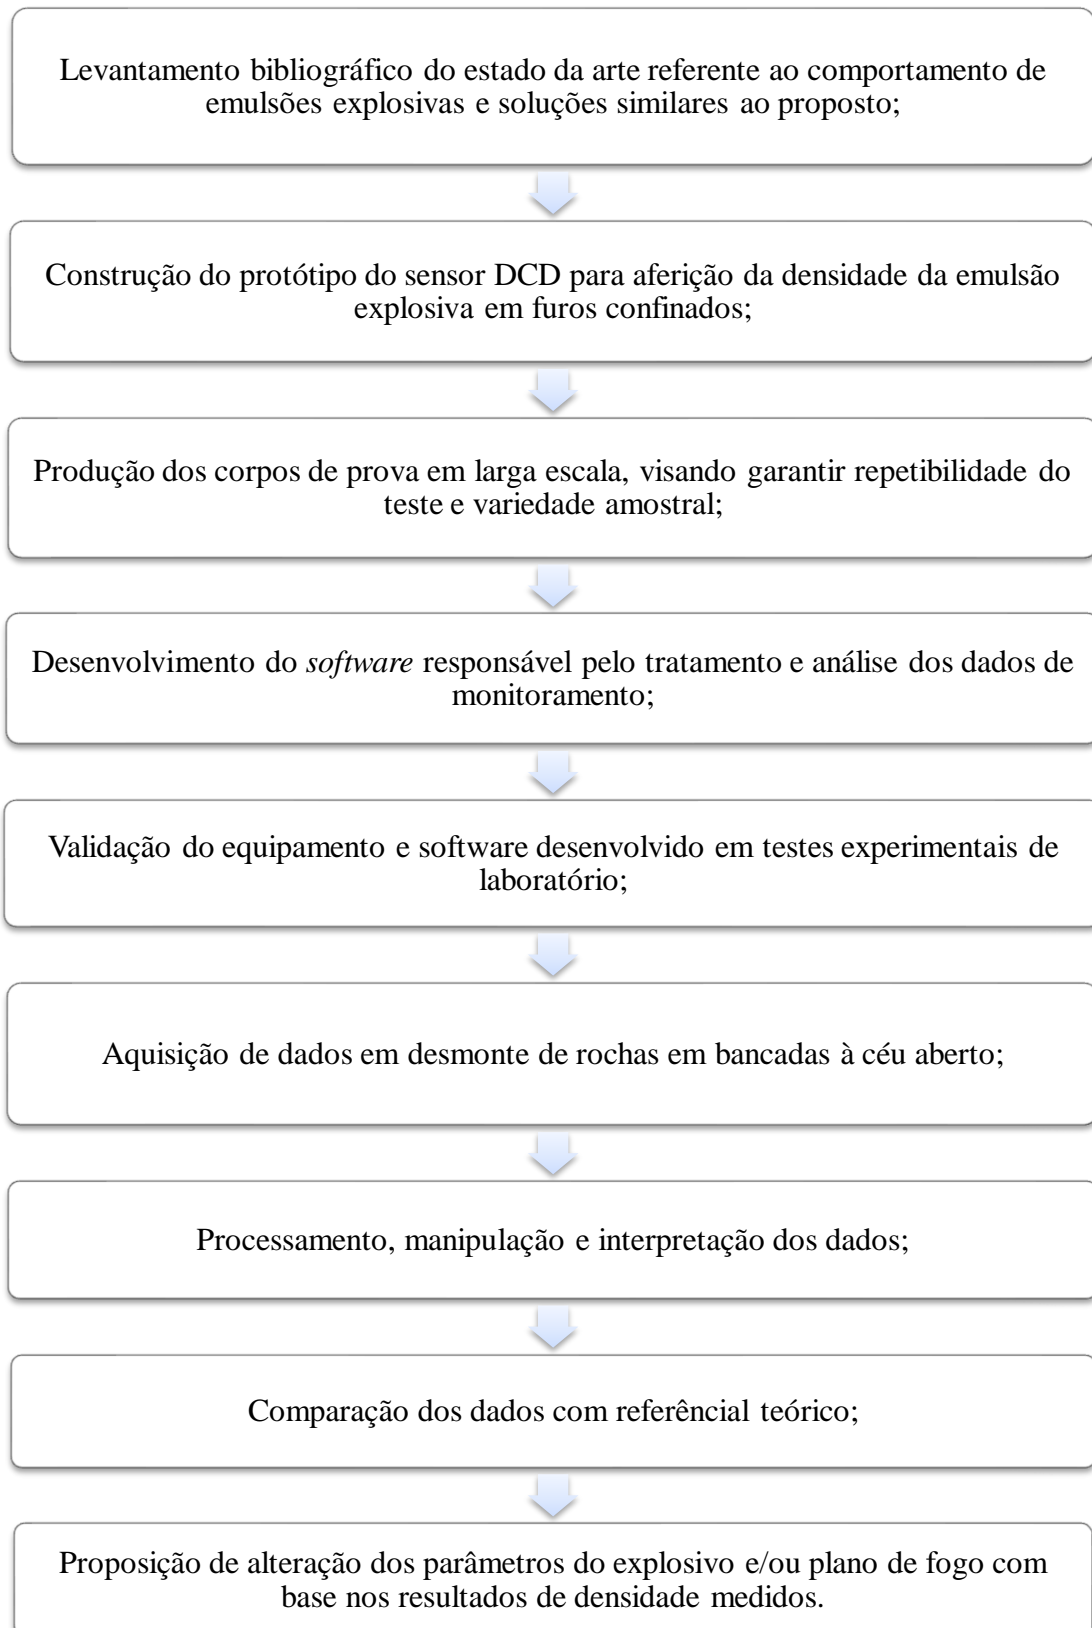 Levantamento bibliográfico do estado da arte referente ao comportamento de
emulsões explosivas e soluções similares ao proposto;
Construção do protótipo do sensor DCD para aferição da densidade da emulsão
explosiva em furos confinados;
Produção dos corpos de prova em larga escala, visando garantir repetibilidade do
teste e variedade amostral;
Desenvolvimento do software responsável pelo tratamento e análise dos dados de
monitoramento;
Validação do equipamento e software desenvolvido em testes experimentais de
laboratório;
Aquisição de dados em desmonte de rochas em bancadas à céu aberto;
Processamento, manipulação e interpretação dos dados;
Comparação dos dados com referêncial teórico;
Proposição de alteração dos parâmetros do explosivo e/ou plano de fogo com
base nos resultados de densidade medidos.